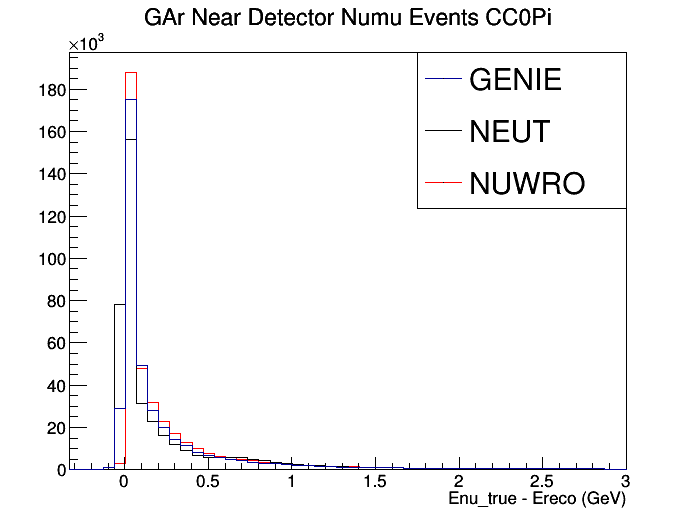 GAr Near Detector Numu Events CC0Pi
×10³
GENIE
NEUT
NUWRO
180
160
140
120
100
80
60
40
20
0
0 0.5 1 1.5 2 2.5 3
Enu_true - Ereco (GeV)